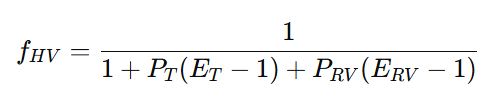 f_{HV} = \frac{1}{1 + P_T(E_T - 1) + P_{RV}(E_{RV} - 1)}